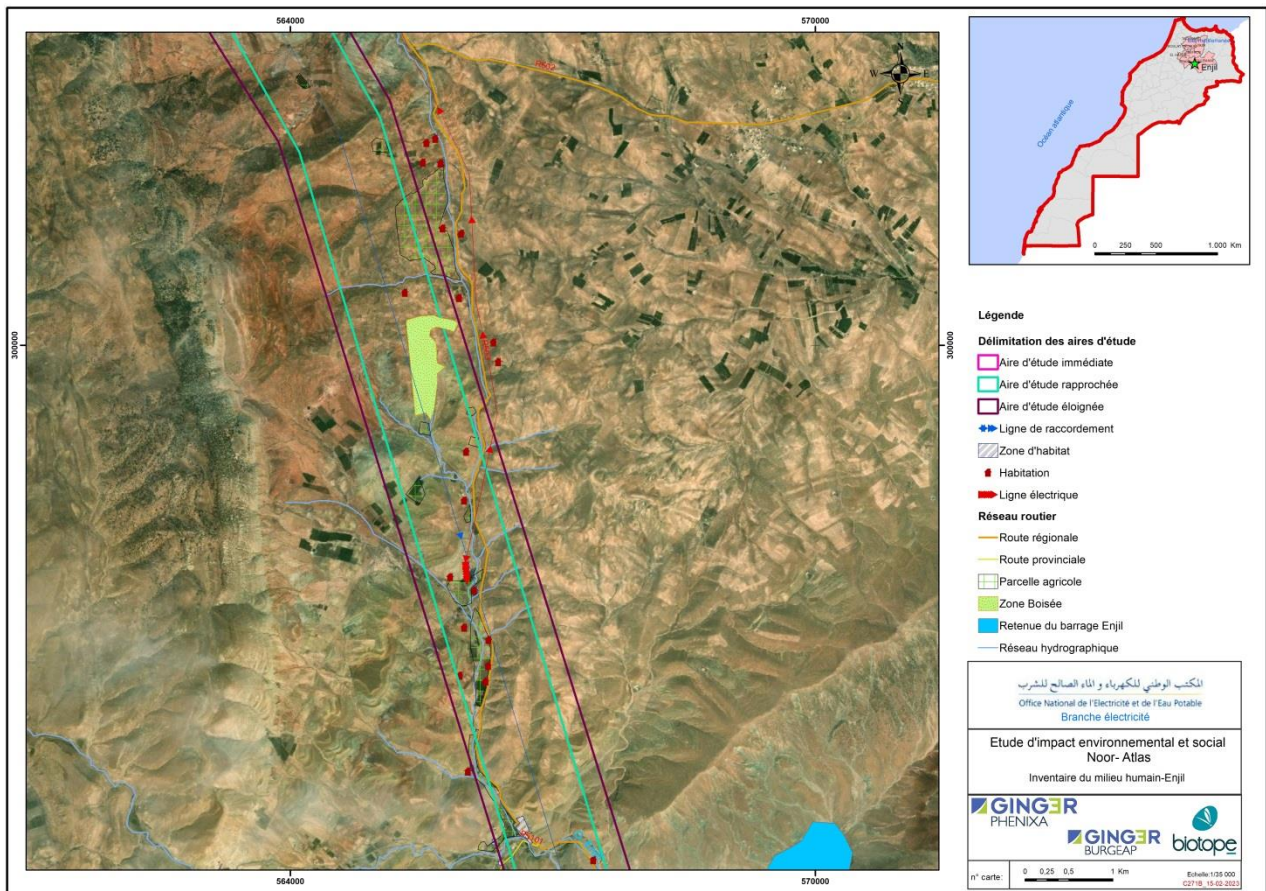 564000
570000
300000
300000
564000
570000
N
W
E
S
Océan atlantique
Enjil
0 250 500 1.000 Km
Légende
Délimitation des aires d'étude
Aire d'étude immédiate
Aire d'étude rapprochée
Aire d'étude éloignée
Ligne de raccordement
Zone d'habitat
Habitation
Ligne électrique
Réseau routier
Route régionale
Route provinciale
Parcelle agricole
Zone Boisée
Retenue du barrage Enjil
Réseau hydrographique
المكتب الوطني للكهرباء و الماء الصالح للشرب
Office National de l'Electricité et de l'Eau Potable
Branche électricité
Etude d'impact environnemental et social
Noor- Atlas
Inventaire du milieu humain-Enjil
GINGER
PHENIXA
GINGER
BURGEAP
biotope
n° carte:
0 0,25 0,5 1 Km
Echelle:1/35 000
C271B_15-02-2023